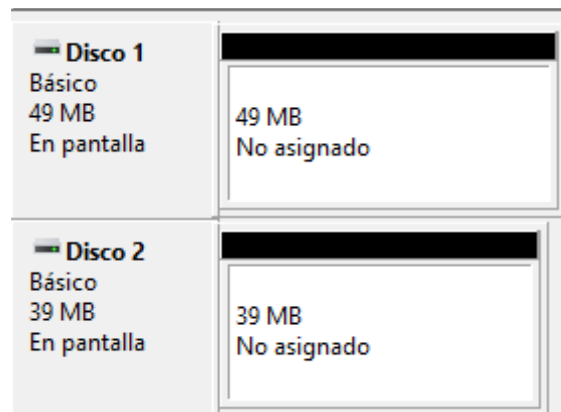 Disco 1
Básico
49 MB
En pantalla
49 MB
No asignado
Disco 2
Básico
39 MB
En pantalla
39 MB
No asignado